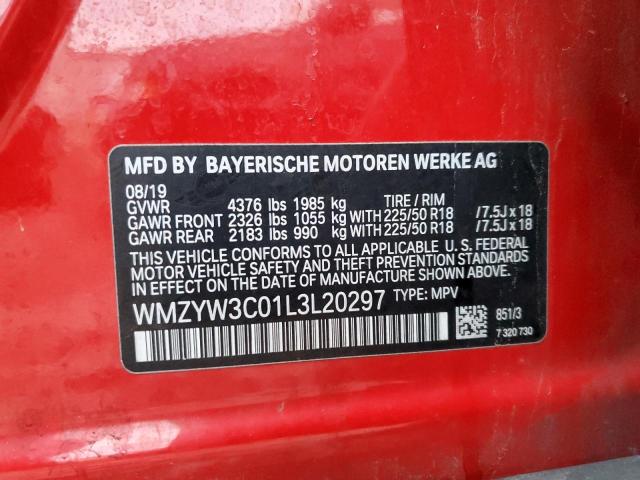 MFD BY BAYERISCHE MOTOREN WERKE AG
08/19
GVWR 4376 lbs 1985 kg TIRE / RIM
GAWR FRONT 2326 lbs 1055 kg WITH 225/50 R18 /7.5J x 18
GAWR REAR 2183 lbs 990 kg WITH 225/50 R18 /7.5J x 18
THIS VEHICLE CONFORMS TO ALL APPLICABLE U. S. FEDERAL
MOTOR VEHICLE SAFETY AND THEFT PREVENTION STANDARDS
IN EFFECT ON THE DATE OF MANUFACTURE SHOWN ABOVE.
WMZYW3C01L3L20297 TYPE: MPV
851/3
7 320 730